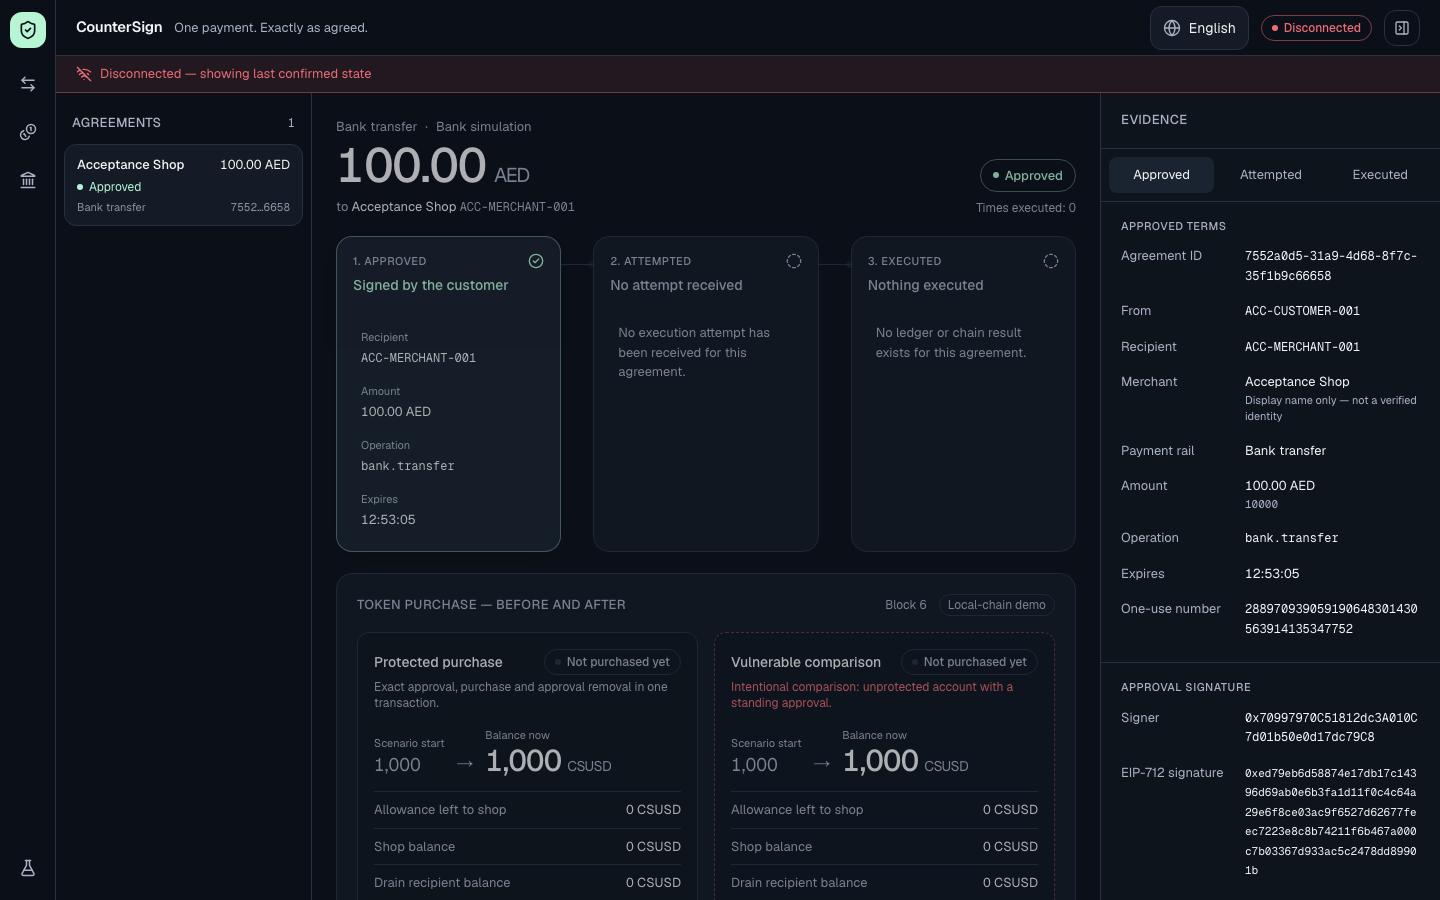 CounterSign One payment. Exactly as agreed.
English
Disconnected
Disconnected — showing last confirmed state
AGREEMENTS 1
Acceptance Shop 100.00 AED
Approved
Bank transfer 7552…6658
Bank transfer · Bank simulation
100.00 AED
Approved
to Acceptance Shop ACC-MERCHANT-001
Times executed: 0
1. APPROVED
Signed by the customer
Recipient
ACC-MERCHANT-001
Amount
100.00 AED
Operation
bank.transfer
Expires
12:53:05
2. ATTEMPTED
No attempt received
No execution attempt has
been received for this
agreement.
3. EXECUTED
Nothing executed
No ledger or chain result
exists for this agreement.
TOKEN PURCHASE — BEFORE AND AFTER
Block 6 Local-chain demo
Protected purchase Not purchased yet
Exact approval, purchase and approval removal in one
transaction.
Scenario start
1,000
→
Balance now
1,000 CSUSD
Allowance left to shop 0 CSUSD
Shop balance 0 CSUSD
Drain recipient balance 0 CSUSD
Vulnerable comparison Not purchased yet
Intentional comparison: unprotected account with a
standing approval.
Scenario start
1,000
→
Balance now
1,000 CSUSD
Allowance left to shop 0 CSUSD
Shop balance 0 CSUSD
Drain recipient balance 0 CSUSD
EVIDENCE
Approved Attempted Executed
APPROVED TERMS
Agreement ID 7552a0d5-31a9-4d68-8f7c-
35f1b9c66658
From ACC-CUSTOMER-001
Recipient ACC-MERCHANT-001
Merchant Acceptance Shop
Display name only — not a verified
identity
Payment rail Bank transfer
Amount 100.00 AED
10000
Operation bank.transfer
Expires 12:53:05
One-use number 288970939059190648301430
563914135347752
APPROVAL SIGNATURE
Signer 0x70997970C51812dc3A010C
7d01b50e0d17dc79C8
EIP-712 signature 0xed79eb6d58874e17db17c143
96d69ab0e6b3fa1d11f0c4c64a
29e6f8ce03ac9f6527d62677fe
ec7223e8c8b74211f6b467a000
c7b03367d933ac5c2478dd8990
1b